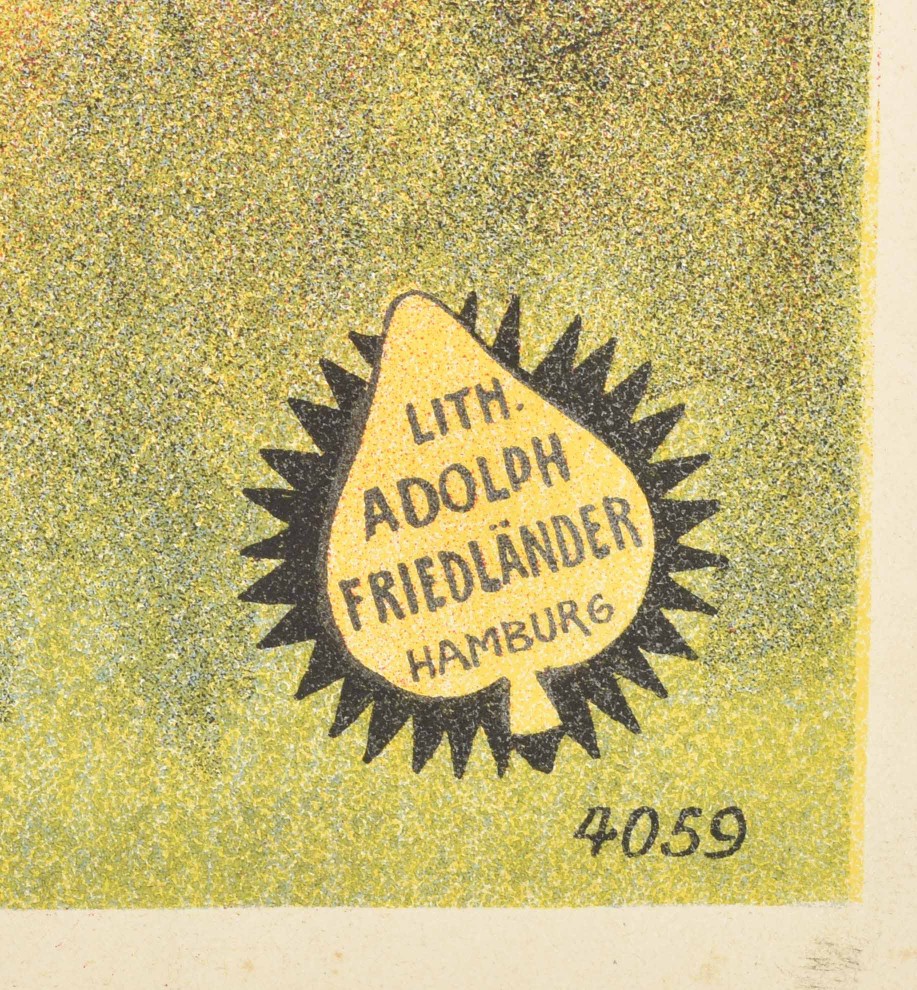 LITH.
ADOLPH
FRIEDLÄNDER
HAMBURG
4059